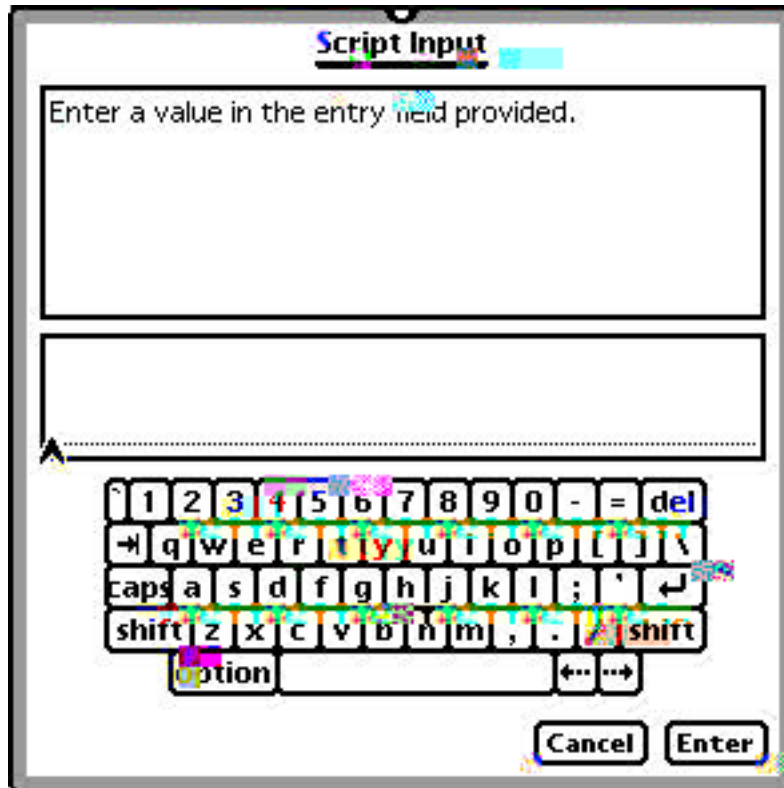 Script Input
Enter a value in the entry field provided.
` 1 2 3 4 5 6 7 8 9 0 - = del
q w e r t y u i o p [ ] \
caps a s d f g h j k l ; '
shift z x c v b n m , . / shift
option
Cancel Enter